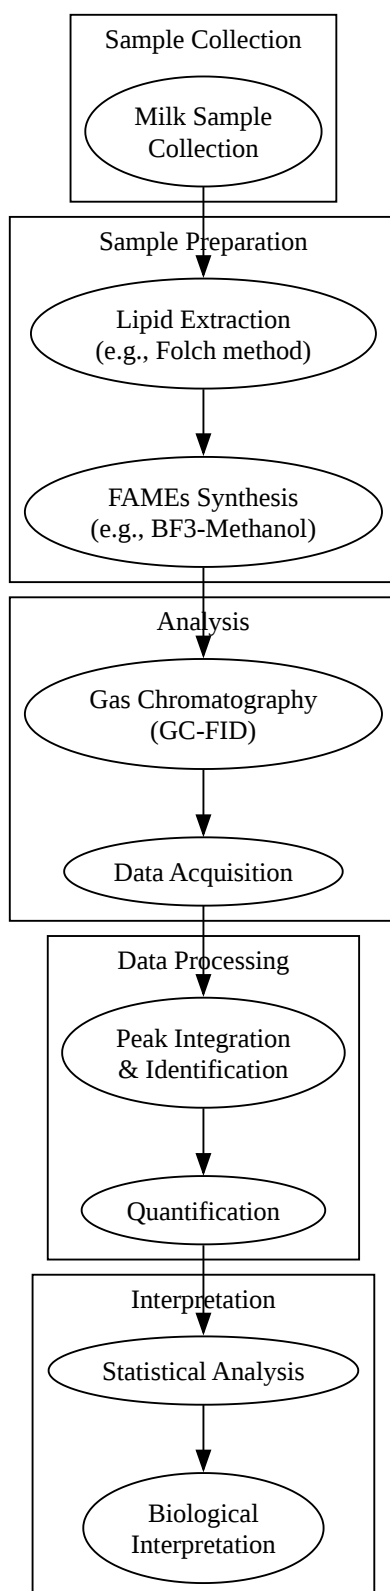 Sample Collection
Milk Sample
Collection
Sample Preparation
Lipid Extraction
(e.g., Folch method)
FAMEs Synthesis
(e.g., BF3-Methanol)
Analysis
Gas Chromatography
(GC-FID)
Data Acquisition
Data Processing
Peak Integration
& Identification
Quantification
Interpretation
Statistical Analysis
Biological
Interpretation